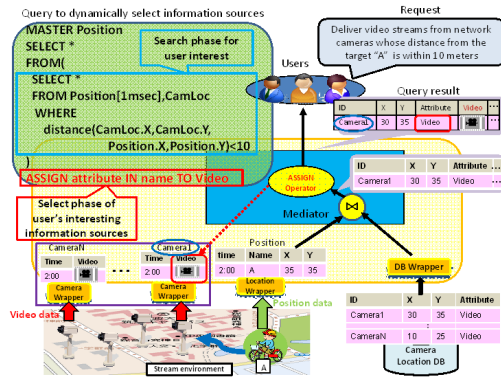 Query to dynamically select information sources
MASTER Position
SELECT *
FROM(
SELECT *
FROM Position[1msec],CamLoc
WHERE
distance(CamLoc.X,CamLoc.Y,
Position.X,Position.Y)<10
)
ASSIGN attribute IN name TO Video
Search phase for
user interest
Select phase of
user's interesting
information sources
Request
Deliver video streams from network
cameras whose distance from the
target "A" is within 10 meters
Users
Query result
ID X Y Attribute Video ...
Camera1 30 35 Video ...
ASSIGN
Operator
Mediator
ID X Y Attribute ...
Camera1 30 35 Video ...
CameraN
Time Video
2:00
...
Camera1
Time Video
2:00
Position
time Name X Y
2:00 A 35 35
Camera
Wrapper
Camera
Wrapper
Location
Wrapper
DB Wrapper
Video data
Position data
ID X Y Attribute
Camera1 30 35 Video
:
CameraN 10 25 Video
Camera
Location DB
Stream environment
A